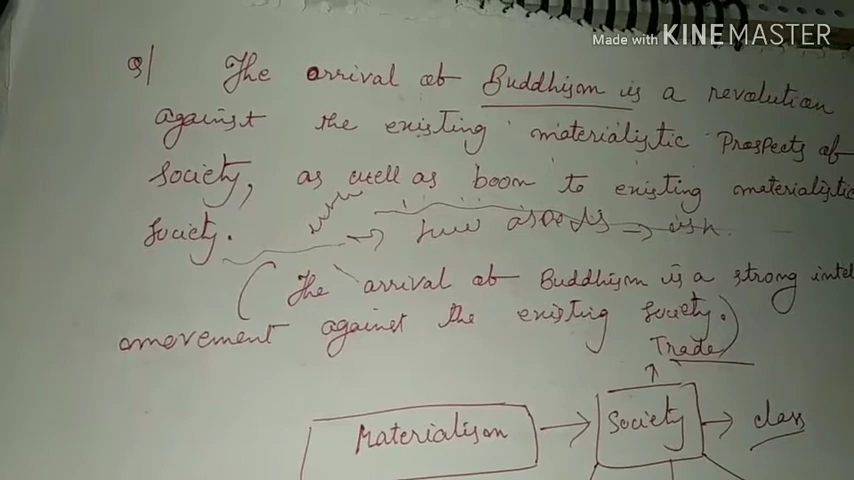 Made with KINEMASTER
Q| The arrival of Buddhism is a revolution
against the existing materialistic Prospects of
society, as well as boom to existing materialistic
society.
(The arrival of Buddhism is a strong intel
amovement against the existing society.)
Trade
Materialism → Society → class